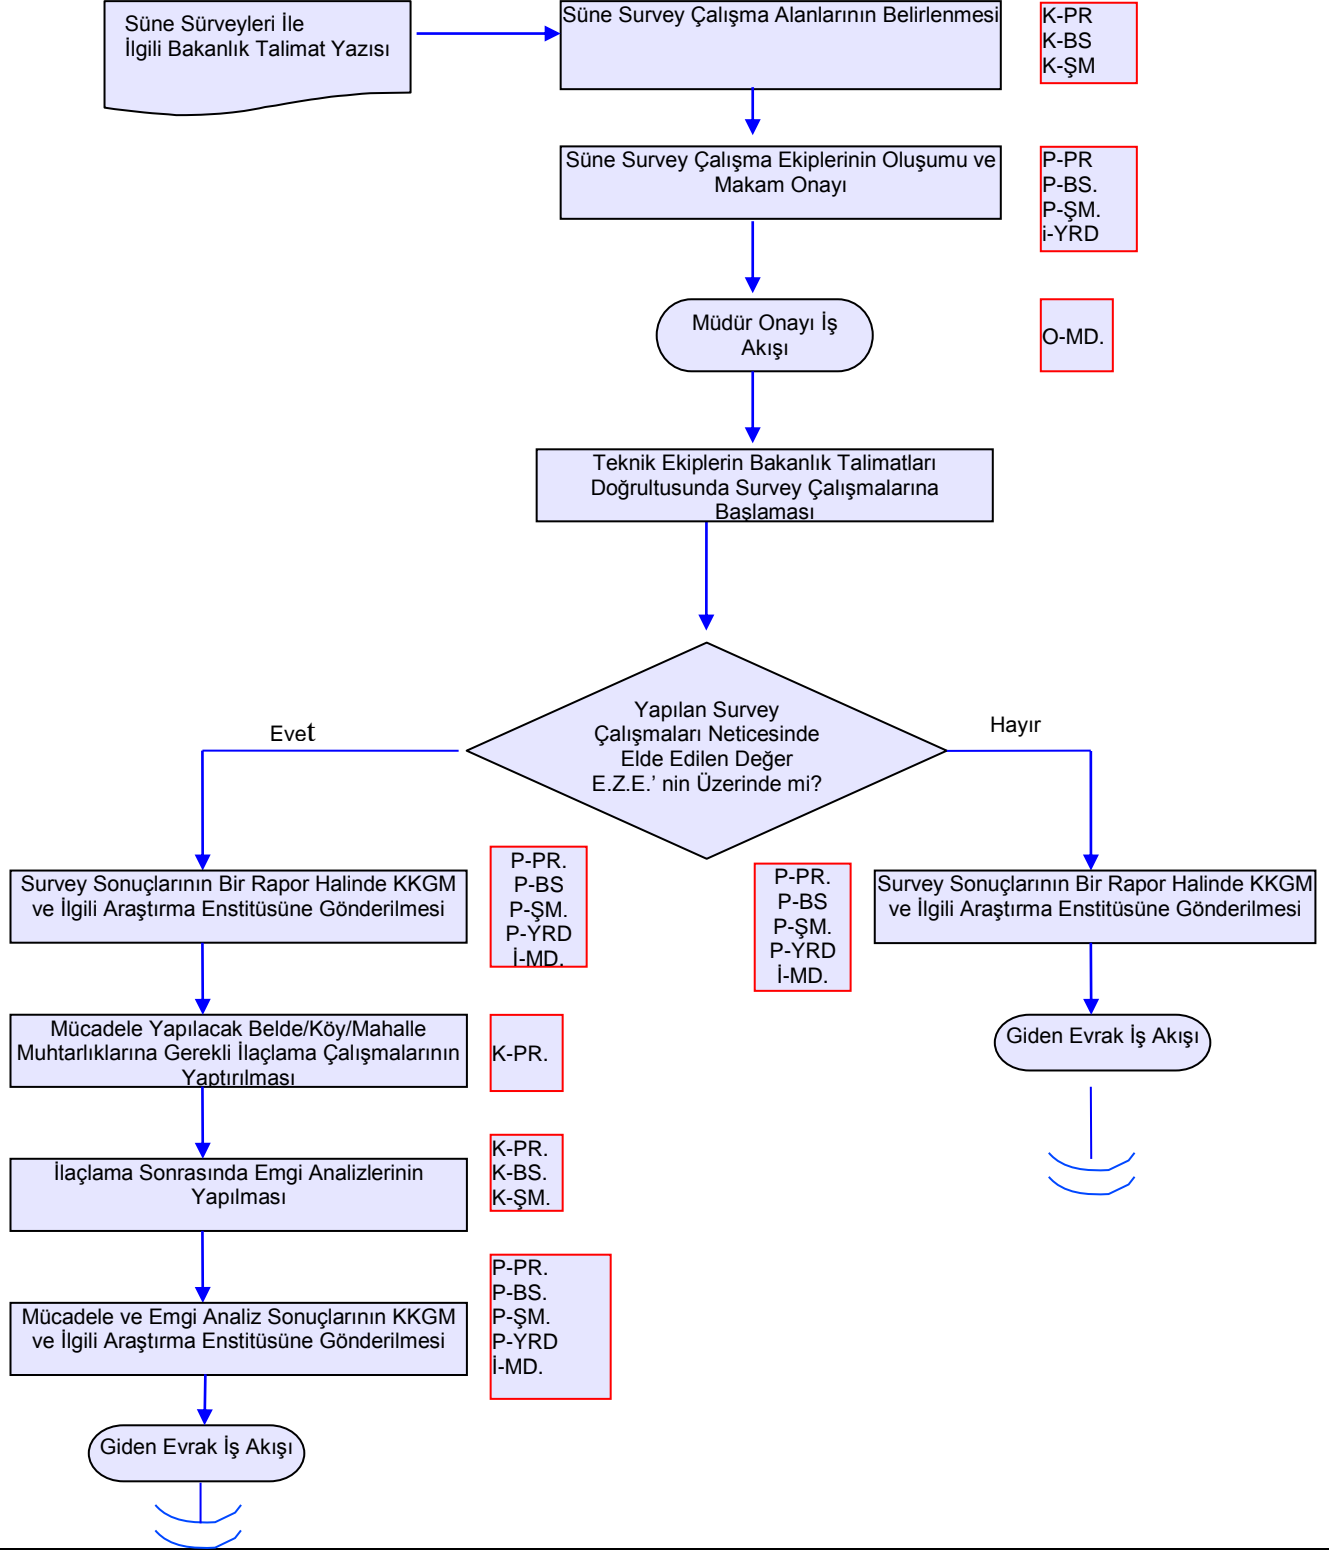 Süne Sürveyleri İle
İlgili Bakanlık Talimat Yazısı
Süne Survey Çalışma Alanlarının Belirlenmesi
K-PR
K-BS
K-ŞM
Süne Survey Çalışma Ekiplerinin Oluşumu ve
Makam Onayı
P-PR
P-BS.
P-ŞM.
i-YRD
Müdür Onayı İş
Akışı
O-MD.
Teknik Ekiplerin Bakanlık Talimatları
Doğrultusunda Survey Çalışmalarına
Başlaması
Yapılan Survey
Çalışmaları Neticesinde
Elde Edilen Değer
E.Z.E.’ nin Üzerinde mi?
Evet
Hayır
Survey Sonuçlarının Bir Rapor Halinde KKGM
ve İlgili Araştırma Enstitüsüne Gönderilmesi
P-PR.
P-BS
P-ŞM.
P-YRD
İ-MD.
P-PR.
P-BS
P-ŞM.
P-YRD
İ-MD.
Survey Sonuçlarının Bir Rapor Halinde KKGM
ve İlgili Araştırma Enstitüsüne Gönderilmesi
Mücadele Yapılacak Belde/Köy/Mahalle
Muhtarlıklarına Gerekli İlaçlama Çalışmalarının
Yaptırılması
K-PR.
Giden Evrak İş Akışı
İlaçlama Sonrasında Emgi Analizlerinin
Yapılması
K-PR.
K-BS.
K-ŞM.
Mücadele ve Emgi Analiz Sonuçlarının KKGM
ve İlgili Araştırma Enstitüsüne Gönderilmesi
P-PR.
P-BS.
P-ŞM.
P-YRD
İ-MD.
Giden Evrak İş Akışı